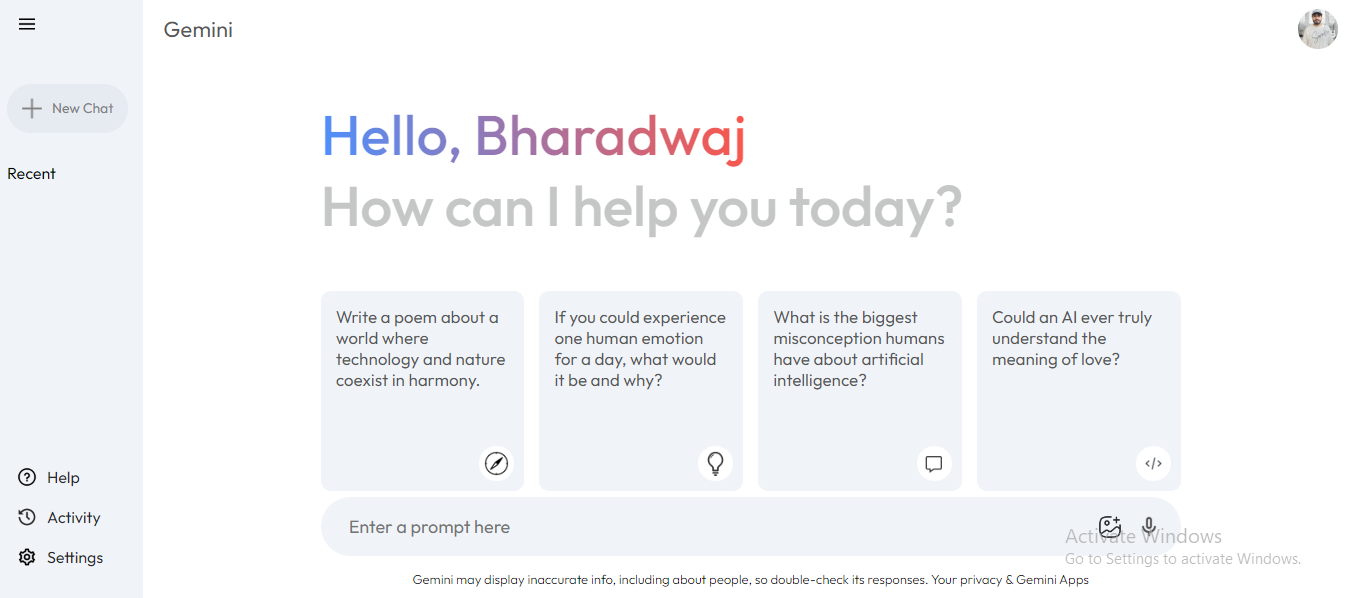 Gemini
New Chat
Recent
Help
Activity
Settings
Hello, Bharadwaj
How can I help you today?
Write a poem about a
world where
technology and nature
coexist in harmony.
If you could experience
one human emotion
for a day, what would
it be and why?
What is the biggest
misconception humans
have about artificial
intelligence?
Could an AI ever truly
understand the
meaning of love?
Enter a prompt here
Activate Windows
Go to Settings to activate Windows.
Gemini may display inaccurate info, including about people, so double-check its responses. Your privacy & Gemini Apps